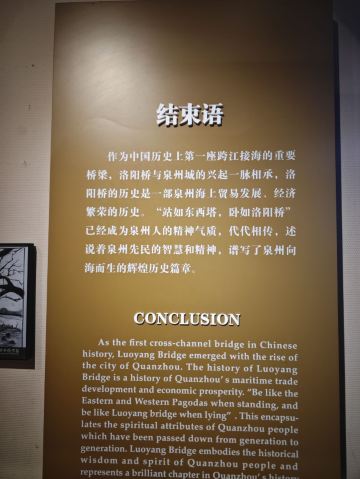 结束语
作为中国历史上第一座跨江接海的重要
桥梁，洛阳桥与泉州城的兴起一脉相承，洛
阳桥的历史是一部泉州海上贸易发展、经济
繁荣的历史。“站如东西塔，卧如洛阳桥”
已经成为泉州人的精神气质，代代相传，述
说着泉州先民的智慧和精神，谱写了泉州向
海而生的辉煌历史篇章。
CONCLUSION
As the first cross-channel bridge in Chinese
history, Luoyang Bridge emerged with the rise of
the city of Quanzhou. The history of Luoyang
Bridge is a history of Quanzhou's maritime trade
development and economic prosperity. “Be like the
Eastern and Western Pagodas when standing, and
be like Luoyang bridge when lying” . This encapsu-
lates the spiritual attributes of Quanzhou people
which have been passed down from generation to
generation. Luoyang Bridge embodies the historical
wisdom and spirit of Quanzhou people and
represents a brilliant chapter in Quanzhou's history